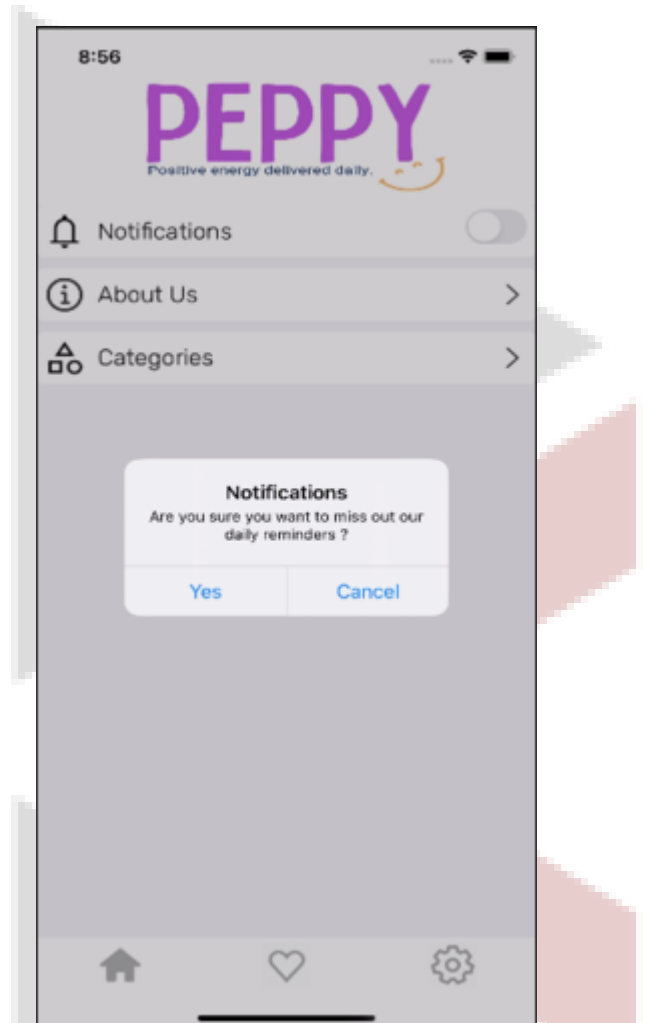 8:56
PEPPY
Positive energy delivered daily.
Notifications
About Us
Categories
Notifications
Are you sure you want to miss out our
daily reminders ?
Yes Cancel